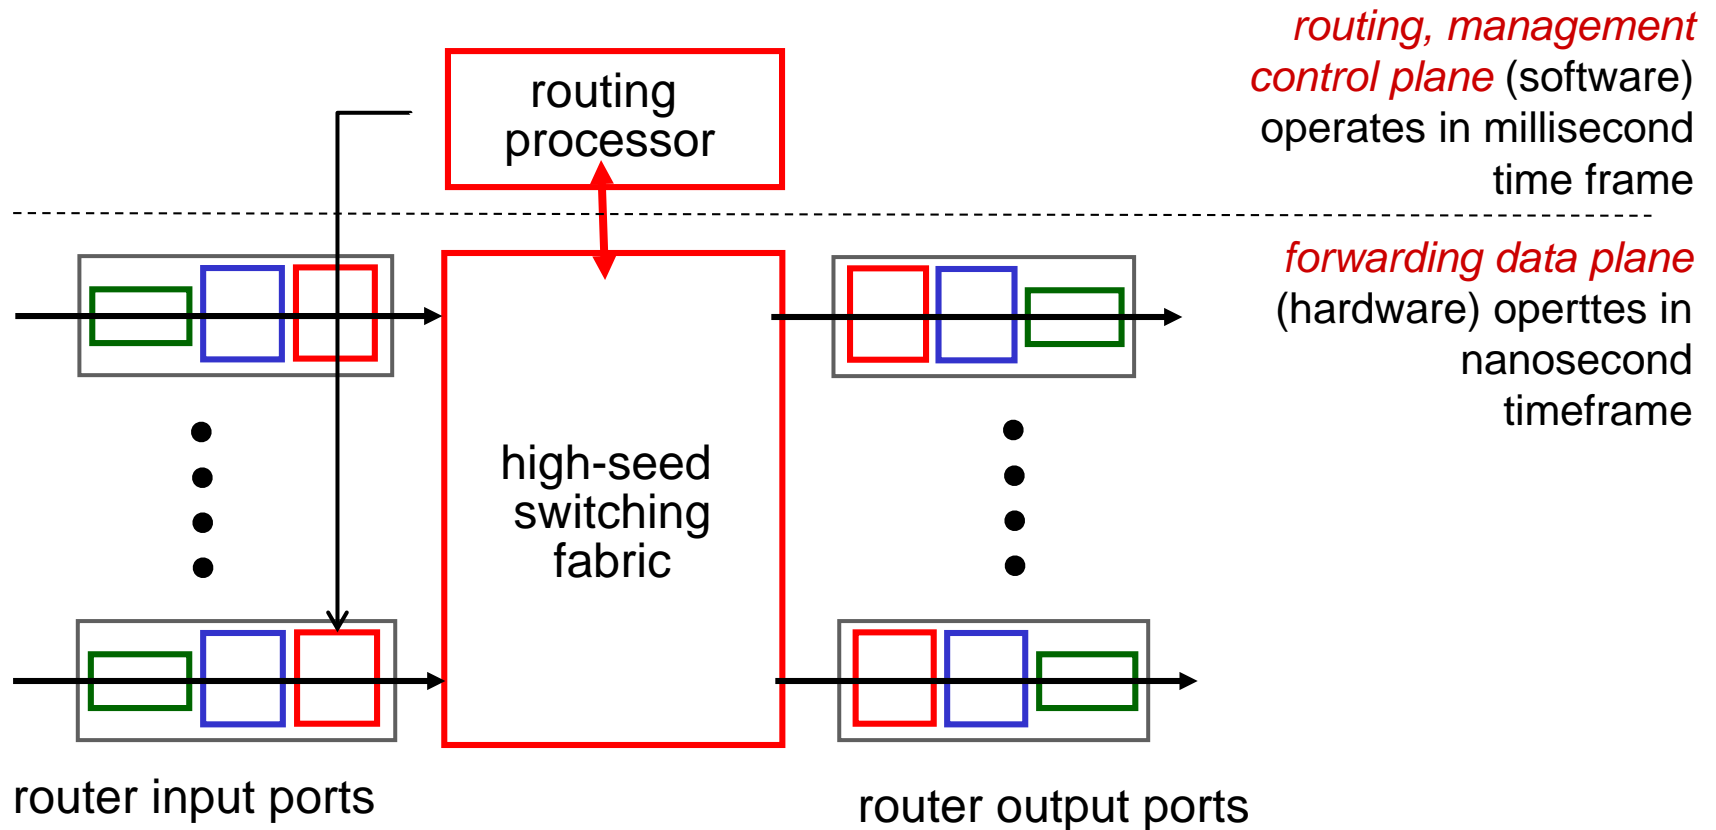 routing, management
control plane (software)
operates in millisecond
time frame
routing
processor
forwarding data plane
(hardware) operttes in
nanosecond
timeframe
high-seed
switching
fabric
router input ports
router output ports